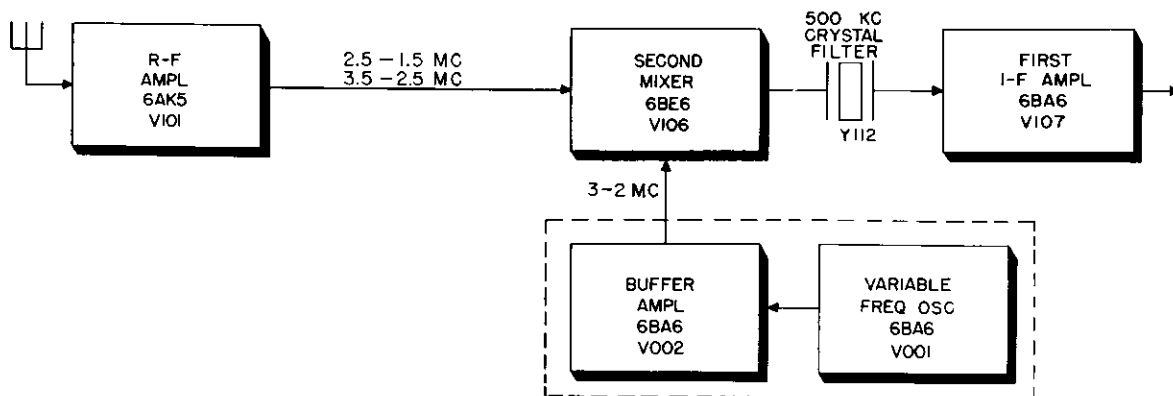 R-F
AMPL
6AK5
V101
2.5 – 1.5 MC
3.5 – 2.5 MC
SECOND
MIXER
6BE6
V106
500 KC
CRYSTAL
FILTER
Y112
FIRST
I-F AMPL
6BA6
V107
3-2 MC
BUFFER
AMPL
6BA6
V002
VARIABLE
FREQ OSC
6BA6
V001